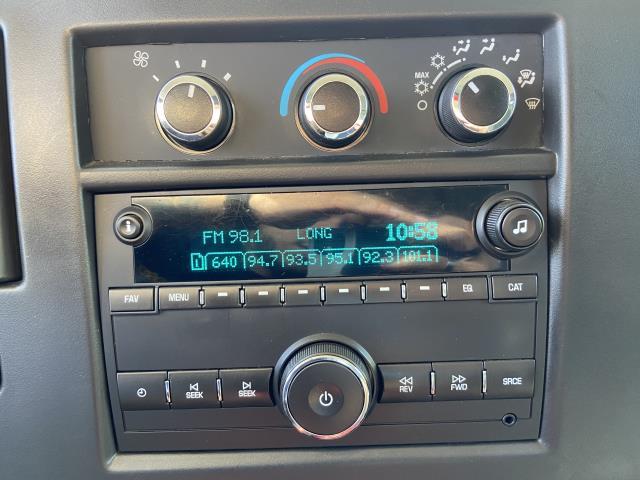 MAX
FM 98.1 LONG 10:58
1 640 94.7 93.5 95.1 92.3 101.1
FAV MENU EQ CAT
SEEK SEEK REV FWD SRCE